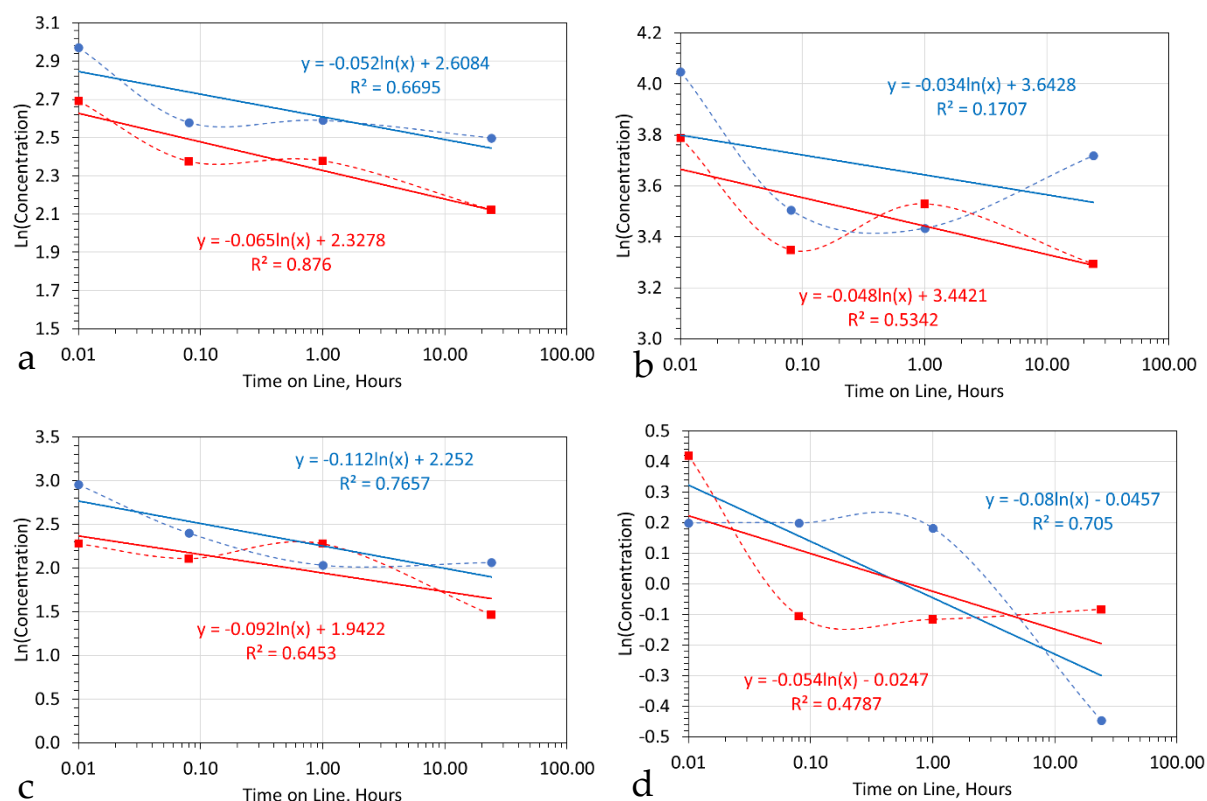 3.1
2.9
2.7
2.5
2.3
2.1
1.9
1.7
1.5
Ln(Concentration)
y = -0.052ln(x) + 2.6084
R² = 0.6695
y = -0.065ln(x) + 2.3278
R² = 0.876
0.01 0.10 1.00 10.00 100.00
Time on Line, Hours
a
4.2
4.0
3.8
3.6
3.4
3.2
3.0
Ln(Concentration)
y = -0.034ln(x) + 3.6428
R² = 0.1707
y = -0.048ln(x) + 3.4421
R² = 0.5342
0.01 0.10 1.00 10.00 100.00
Time on Line, Hours
b
3.5
3.0
2.5
2.0
1.5
1.0
0.5
0.0
Ln(Concentration)
y = -0.112ln(x) + 2.252
R² = 0.7657
y = -0.092ln(x) + 1.9422
R² = 0.6453
0.01 0.10 1.00 10.00 100.00
Time on Line, Hours
c
0.5
0.4
0.3
0.2
0.1
0.0
-0.1
-0.2
-0.3
-0.4
-0.5
Ln(Concentration)
y = -0.08ln(x) - 0.0457
R² = 0.705
y = -0.054ln(x) - 0.0247
R² = 0.4787
0.01 0.10 1.00 10.00 100.00
Time on Line, Hours
d